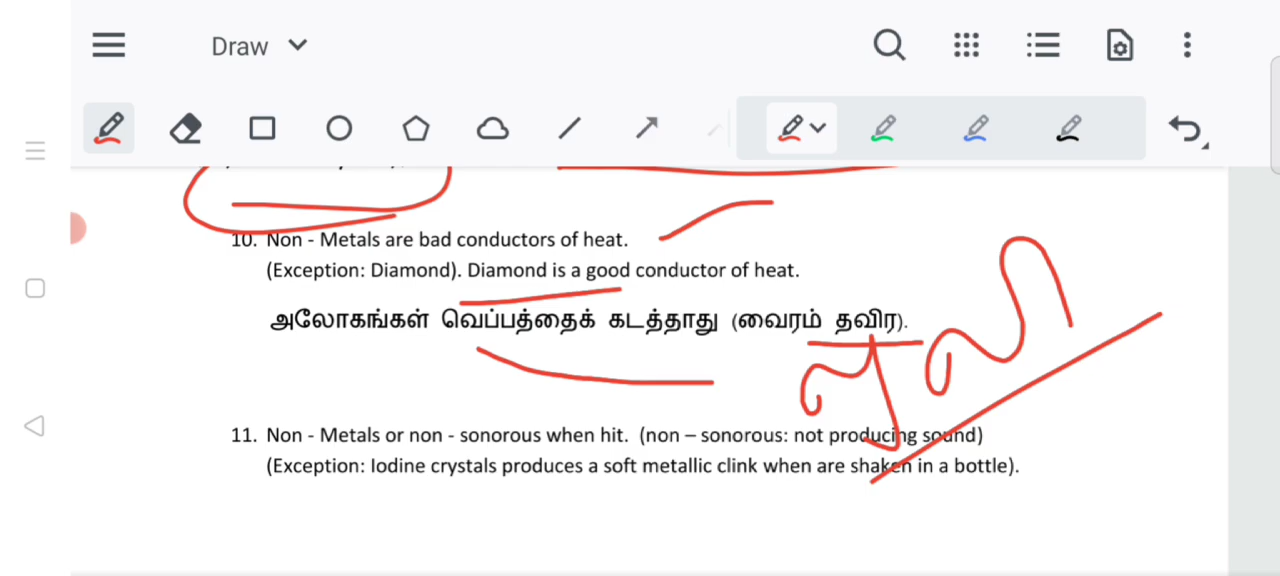 Draw
10. Non - Metals are bad conductors of heat.
(Exception: Diamond). Diamond is a good conductor of heat.
அலோகங்கள் வெப்பத்தைக் கடத்தாது (வைரம் தவிர).
11. Non - Metals or non - sonorous when hit. (non – sonorous: not producing sound)
(Exception: Iodine crystals produces a soft metallic clink when are shaken in a bottle).